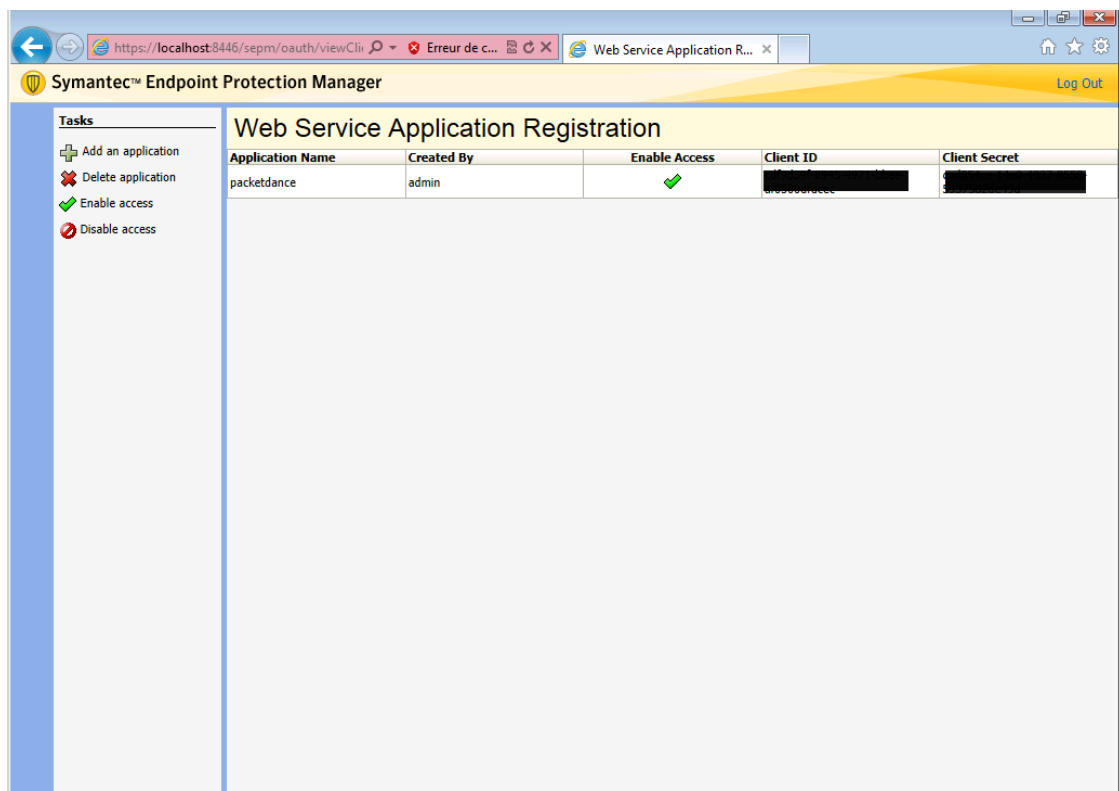 https://localhost:8446/sepm/oauth/viewCli
Erreur de c...
Web Service Application R...
Symantec™ Endpoint Protection Manager
Log Out
Tasks
Add an application
Delete application
Enable access
Disable access
Web Service Application Registration
Application Name Created By Enable Access Client ID Client Secret
packetdance admin